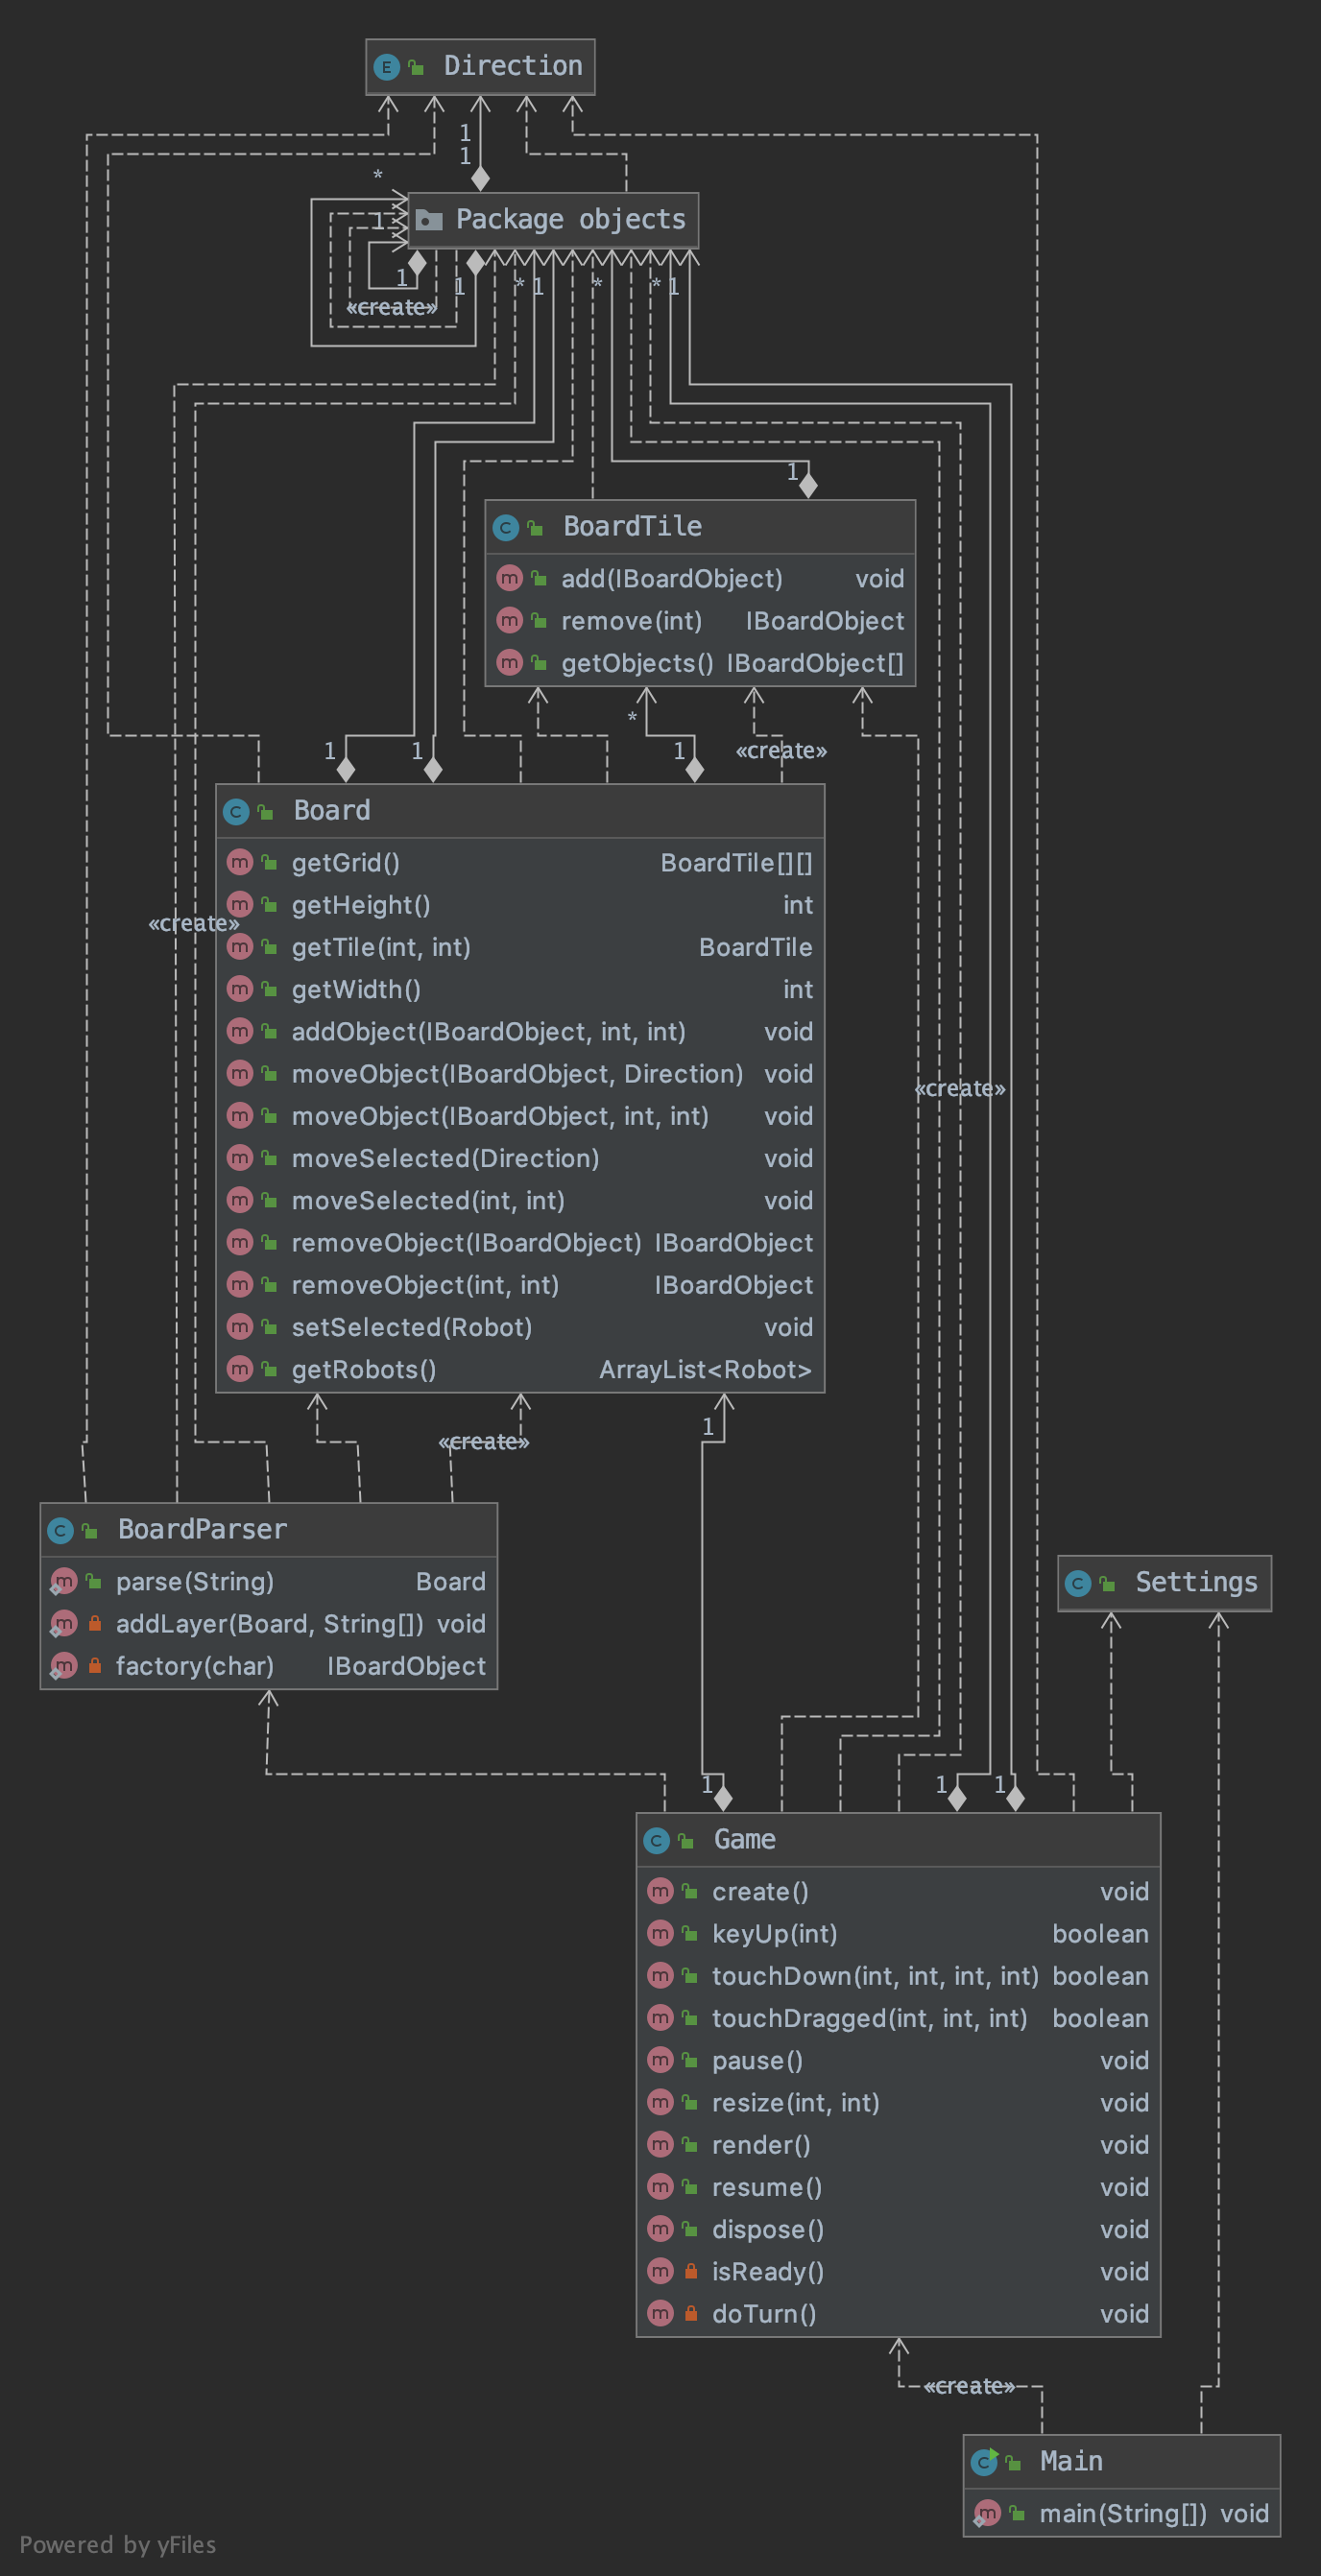 E Direction
1
1
*
Package objects
1
1
1
«create»
* 1 * * 1
1
C BoardTile
m add(IBoardObject) void
m remove(int) IBoardObject
m getObjects() IBoardObject[]
*
1 1 1 «create»
C Board
m getGrid() BoardTile[][]
m getHeight() int
«create»
m getTile(int, int) BoardTile
m getWidth() int
m addObject(IBoardObject, int, int) void
m moveObject(IBoardObject, Direction) void
«create»
m moveObject(IBoardObject, int, int) void
m moveSelected(Direction) void
m moveSelected(int, int) void
m removeObject(IBoardObject) IBoardObject
m removeObject(int, int) IBoardObject
m setSelected(Robot) void
m getRobots() ArrayList<Robot>
1
«create»
C BoardParser
m parse(String) Board
m addLayer(Board, String[]) void
m factory(char) IBoardObject
C Settings
1 1 1
C Game
m create() void
m keyUp(int) boolean
m touchDown(int, int, int, int) boolean
m touchDragged(int, int, int) boolean
m pause() void
m resize(int, int) void
m render() void
m resume() void
m dispose() void
m isReady() void
m doTurn() void
«create»
C Main
m main(String[]) void
Powered by yFiles